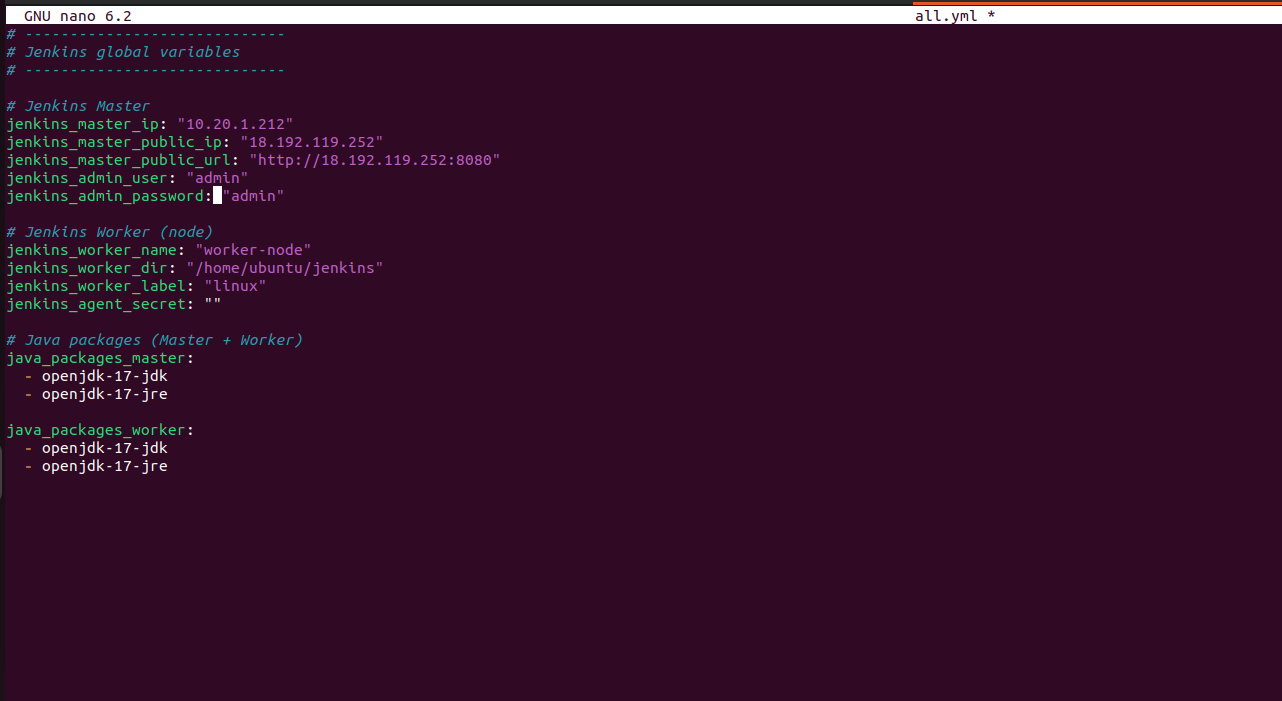 GNU nano 6.2 all.yml *
# -----------------------------
# Jenkins global variables
# -----------------------------

# Jenkins Master
jenkins_master_ip: "10.20.1.212"
jenkins_master_public_ip: "18.192.119.252"
jenkins_master_public_url: "http://18.192.119.252:8080"
jenkins_admin_user: "admin"
jenkins_admin_password: "admin"

# Jenkins Worker (node)
jenkins_worker_name: "worker-node"
jenkins_worker_dir: "/home/ubuntu/jenkins"
jenkins_worker_label: "linux"
jenkins_agent_secret: ""

# Java packages (Master + Worker)
java_packages_master:
  - openjdk-17-jdk
  - openjdk-17-jre

java_packages_worker:
  - openjdk-17-jdk
  - openjdk-17-jre